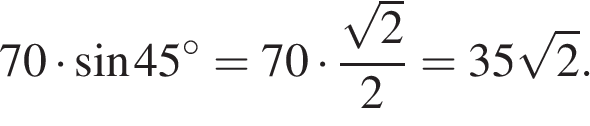 70 · sin 45° = 70 · √2/2 = 35√2.